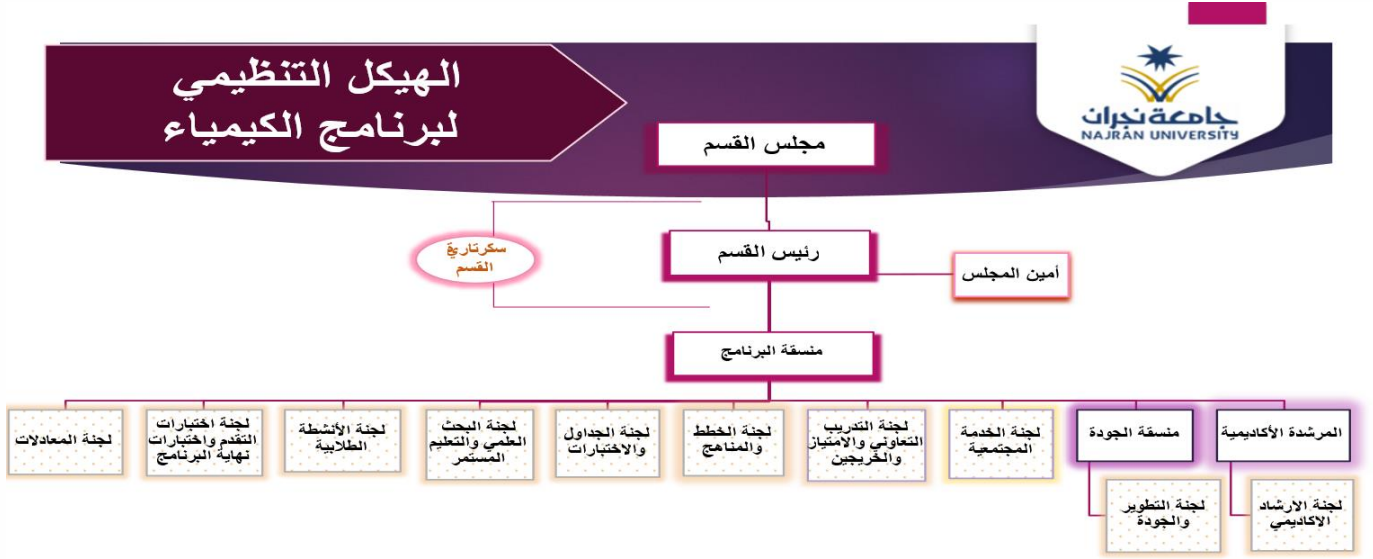 الهيكل التنظيمي
لبرنامج الكيمياء
جامعة نجران
NAJRAN UNIVERSITY
مجلس القسم
سكرتارية
القسم
رئيس القسم
أمين المجلس
منسقة البرنامج
المرشدة الأكاديمية
منسقة الجودة
لجنة الخدمة
المجتمعية
لجنة التدريب
التعاوني والامتياز
والخريجين
لجنة الخطط
والمناهج
لجنة الجداول
والاختبارات
لجنة البحث
العلمي والتعليم
المستمر
لجنة الأنشطة
الطلابية
لجنة اختبارات
التقدم واختبارات
نهاية البرنامج
لجنة المعادلات
لجنة الارشاد
الاكاديمي
لجنة التطوير
والجودة